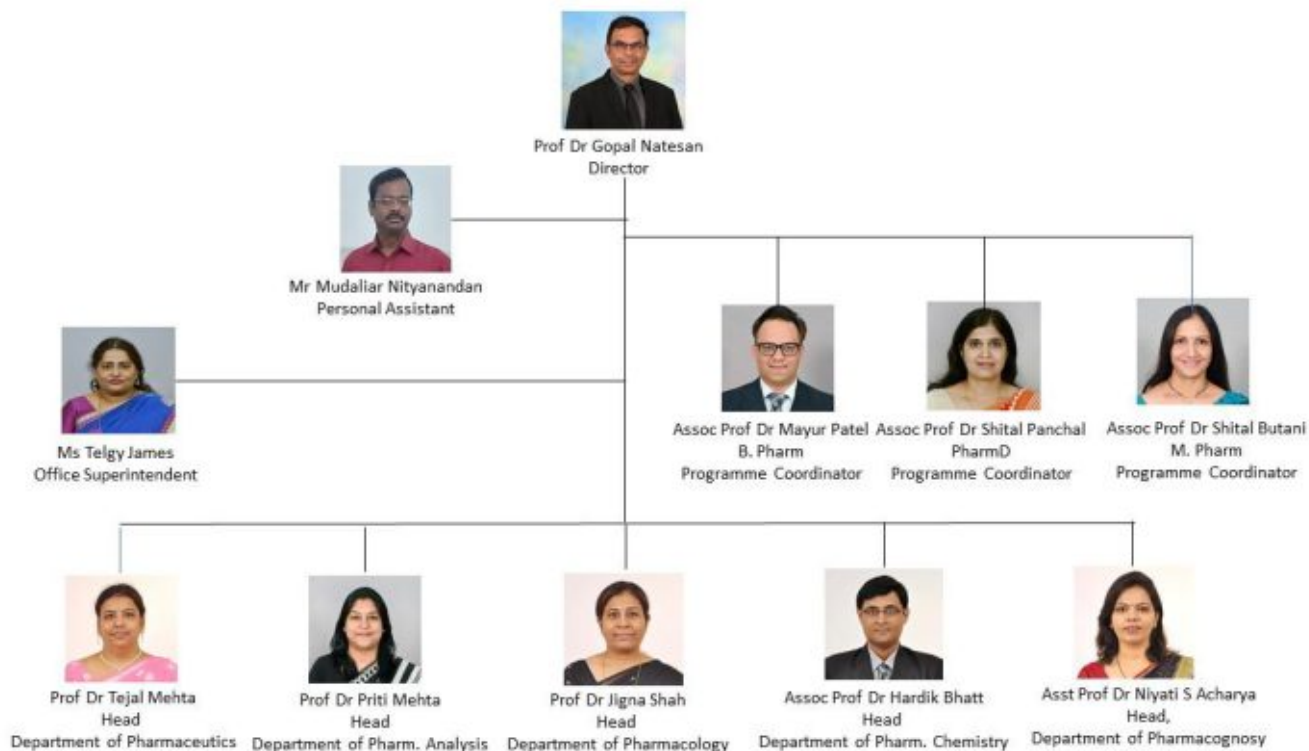 Prof Dr Gopal Natesan
Director
Mr Mudaliar Nityanandan
Personal Assistant
Ms Telgy James
Office Superintendent
Assoc Prof Dr Mayur Patel
B. Pharm
Programme Coordinator
Assoc Prof Dr Shital Panchal
PharmD
Programme Coordinator
Assoc Prof Dr Shital Butani
M. Pharm
Programme Coordinator
Prof Dr Tejal Mehta
Head
Department of Pharmaceutics
Prof Dr Priti Mehta
Head
Department of Pharm. Analysis
Prof Dr Jigna Shah
Head
Department of Pharmacology
Assoc Prof Dr Hardik Bhatt
Head
Department of Pharm. Chemistry
Asst Prof Dr Niyati S Acharya
Head,
Department of Pharmacognosy